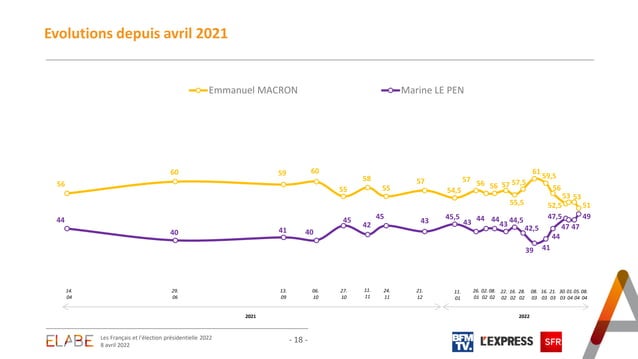 Evolutions depuis avril 2021
Emmanuel MACRON
Marine LE PEN
56 60 59 60 55 58 55 57 54,5 57 56 56 57 55,5 57,5 61 59,5 56 52,5 53 53 51
44 40 41 40 45 42 45 43 45,5 43 44 44 43 44,5 42,5 39 41 44 47,5 47 47 49
14. 29. 13. 06. 27. 11. 24. 21. 11. 26. 02. 08. 22. 16. 28. 08. 16. 21. 30. 01. 05. 08
04 06 09 10 10 11 11 12 01 01 02 02 02 02 02 03 03 03 03 04 04 04
2021
2022
ELABE
Les Français et l'élection présidentielle 2022
8 avril 2022
- 18 -
BFM
TV.
L'EXPRESS
SFR